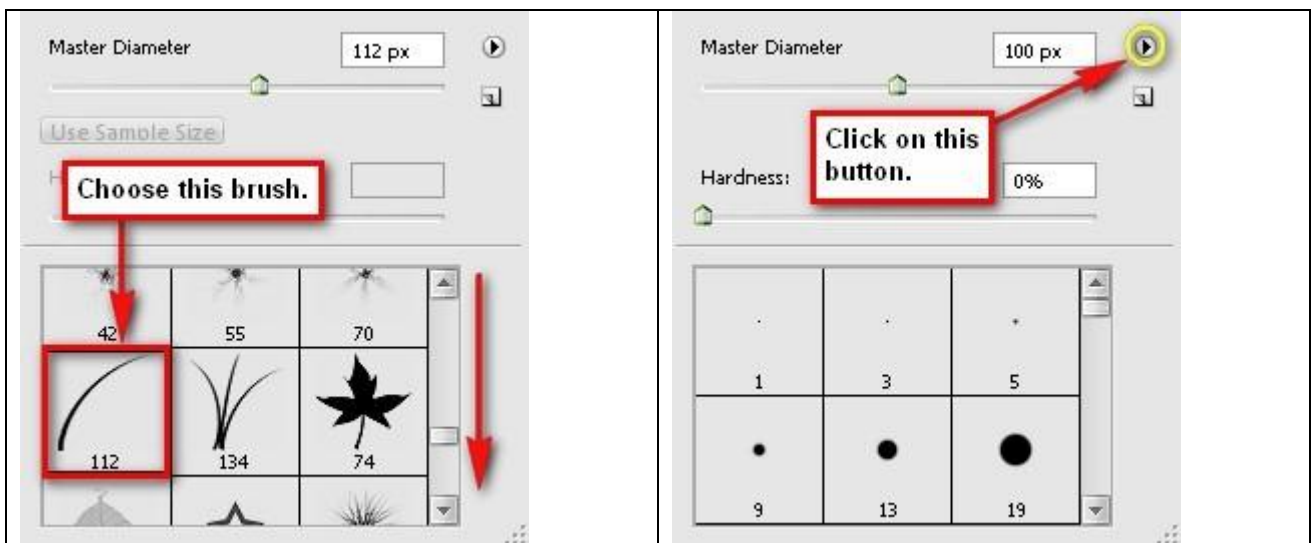 Master Diameter 112 px
Use Sample Size
Choose this brush.
42 55 70
112 134 74
Master Diameter 100 px
Click on this
button.
Hardness: 0%
1 3 5
9 13 19